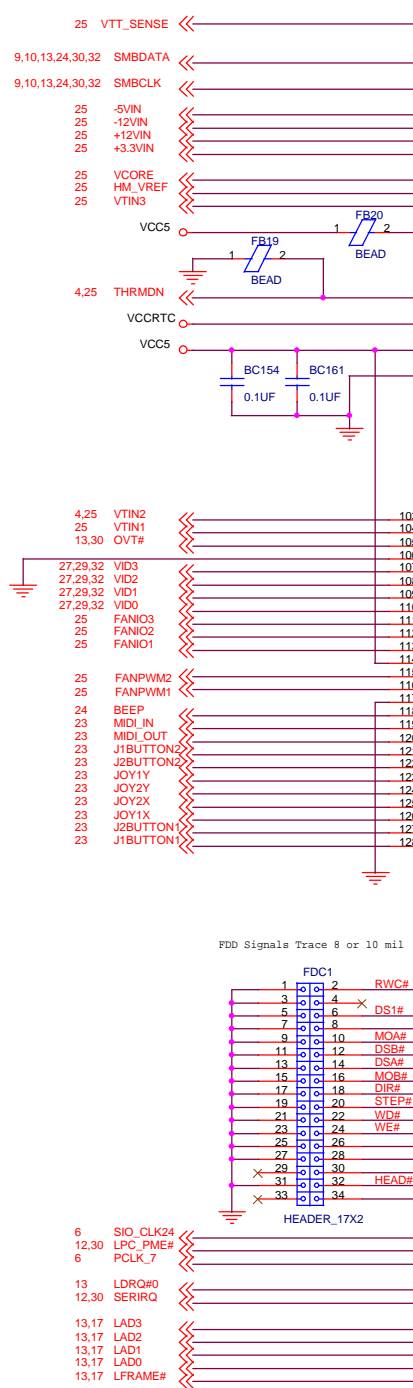 25 VTT_SENSE
9,10,13,24,30,32 SMBDATA
9,10,13,24,30,32 SMBCLK
25 -5VIN
25 -12VIN
25 +12VIN
25 +3.3VIN
25 VCORE
25 HM_VREF
25 VTIN3
VCC5 1 FB20 2
BEAD
1 FB19 2
BEAD
4,25 THRMDN
VCCRTC
VCC5
BC154 BC161
0.1UF 0.1UF
4,25 VTIN2
25 VTIN1
13,30 OVT#
27,29,32 VID3
27,29,32 VID2
27,29,32 VID1
27,29,32 VID0
25 FANIO3
25 FANIO2
25 FANIO1
25 FANPWM2
25 FANPWM1
24 BEEP
23 MIDI_IN
23 MIDI_OUT
23 J1BUTTON2
23 J2BUTTON2
23 JOY1Y
23 JOY2Y
23 JOY2X
23 JOY1X
23 J2BUTTON1
23 J1BUTTON1
FDD Signals Trace 8 or 10 mil
FDC1
1 2 RWC#
3 4
5 6 DS1#
7 8
9 10 MOA#
11 12 DSB#
13 14 DSA#
15 16 MOB#
17 18 DIR#
19 20 STEP#
21 22 WD#
23 24 WE#
25 26
27 28
29 30
31 32 HEAD#
33 34
HEADER_17X2
6 SIO_CLK24
12,30 LPC_PME#
6 PCLK_7
13 LDRQ#0
12,30 SERIRQ
13,17 LAD3
13,17 LAD2
13,17 LAD1
13,17 LAD0
13,17 LFRAME#